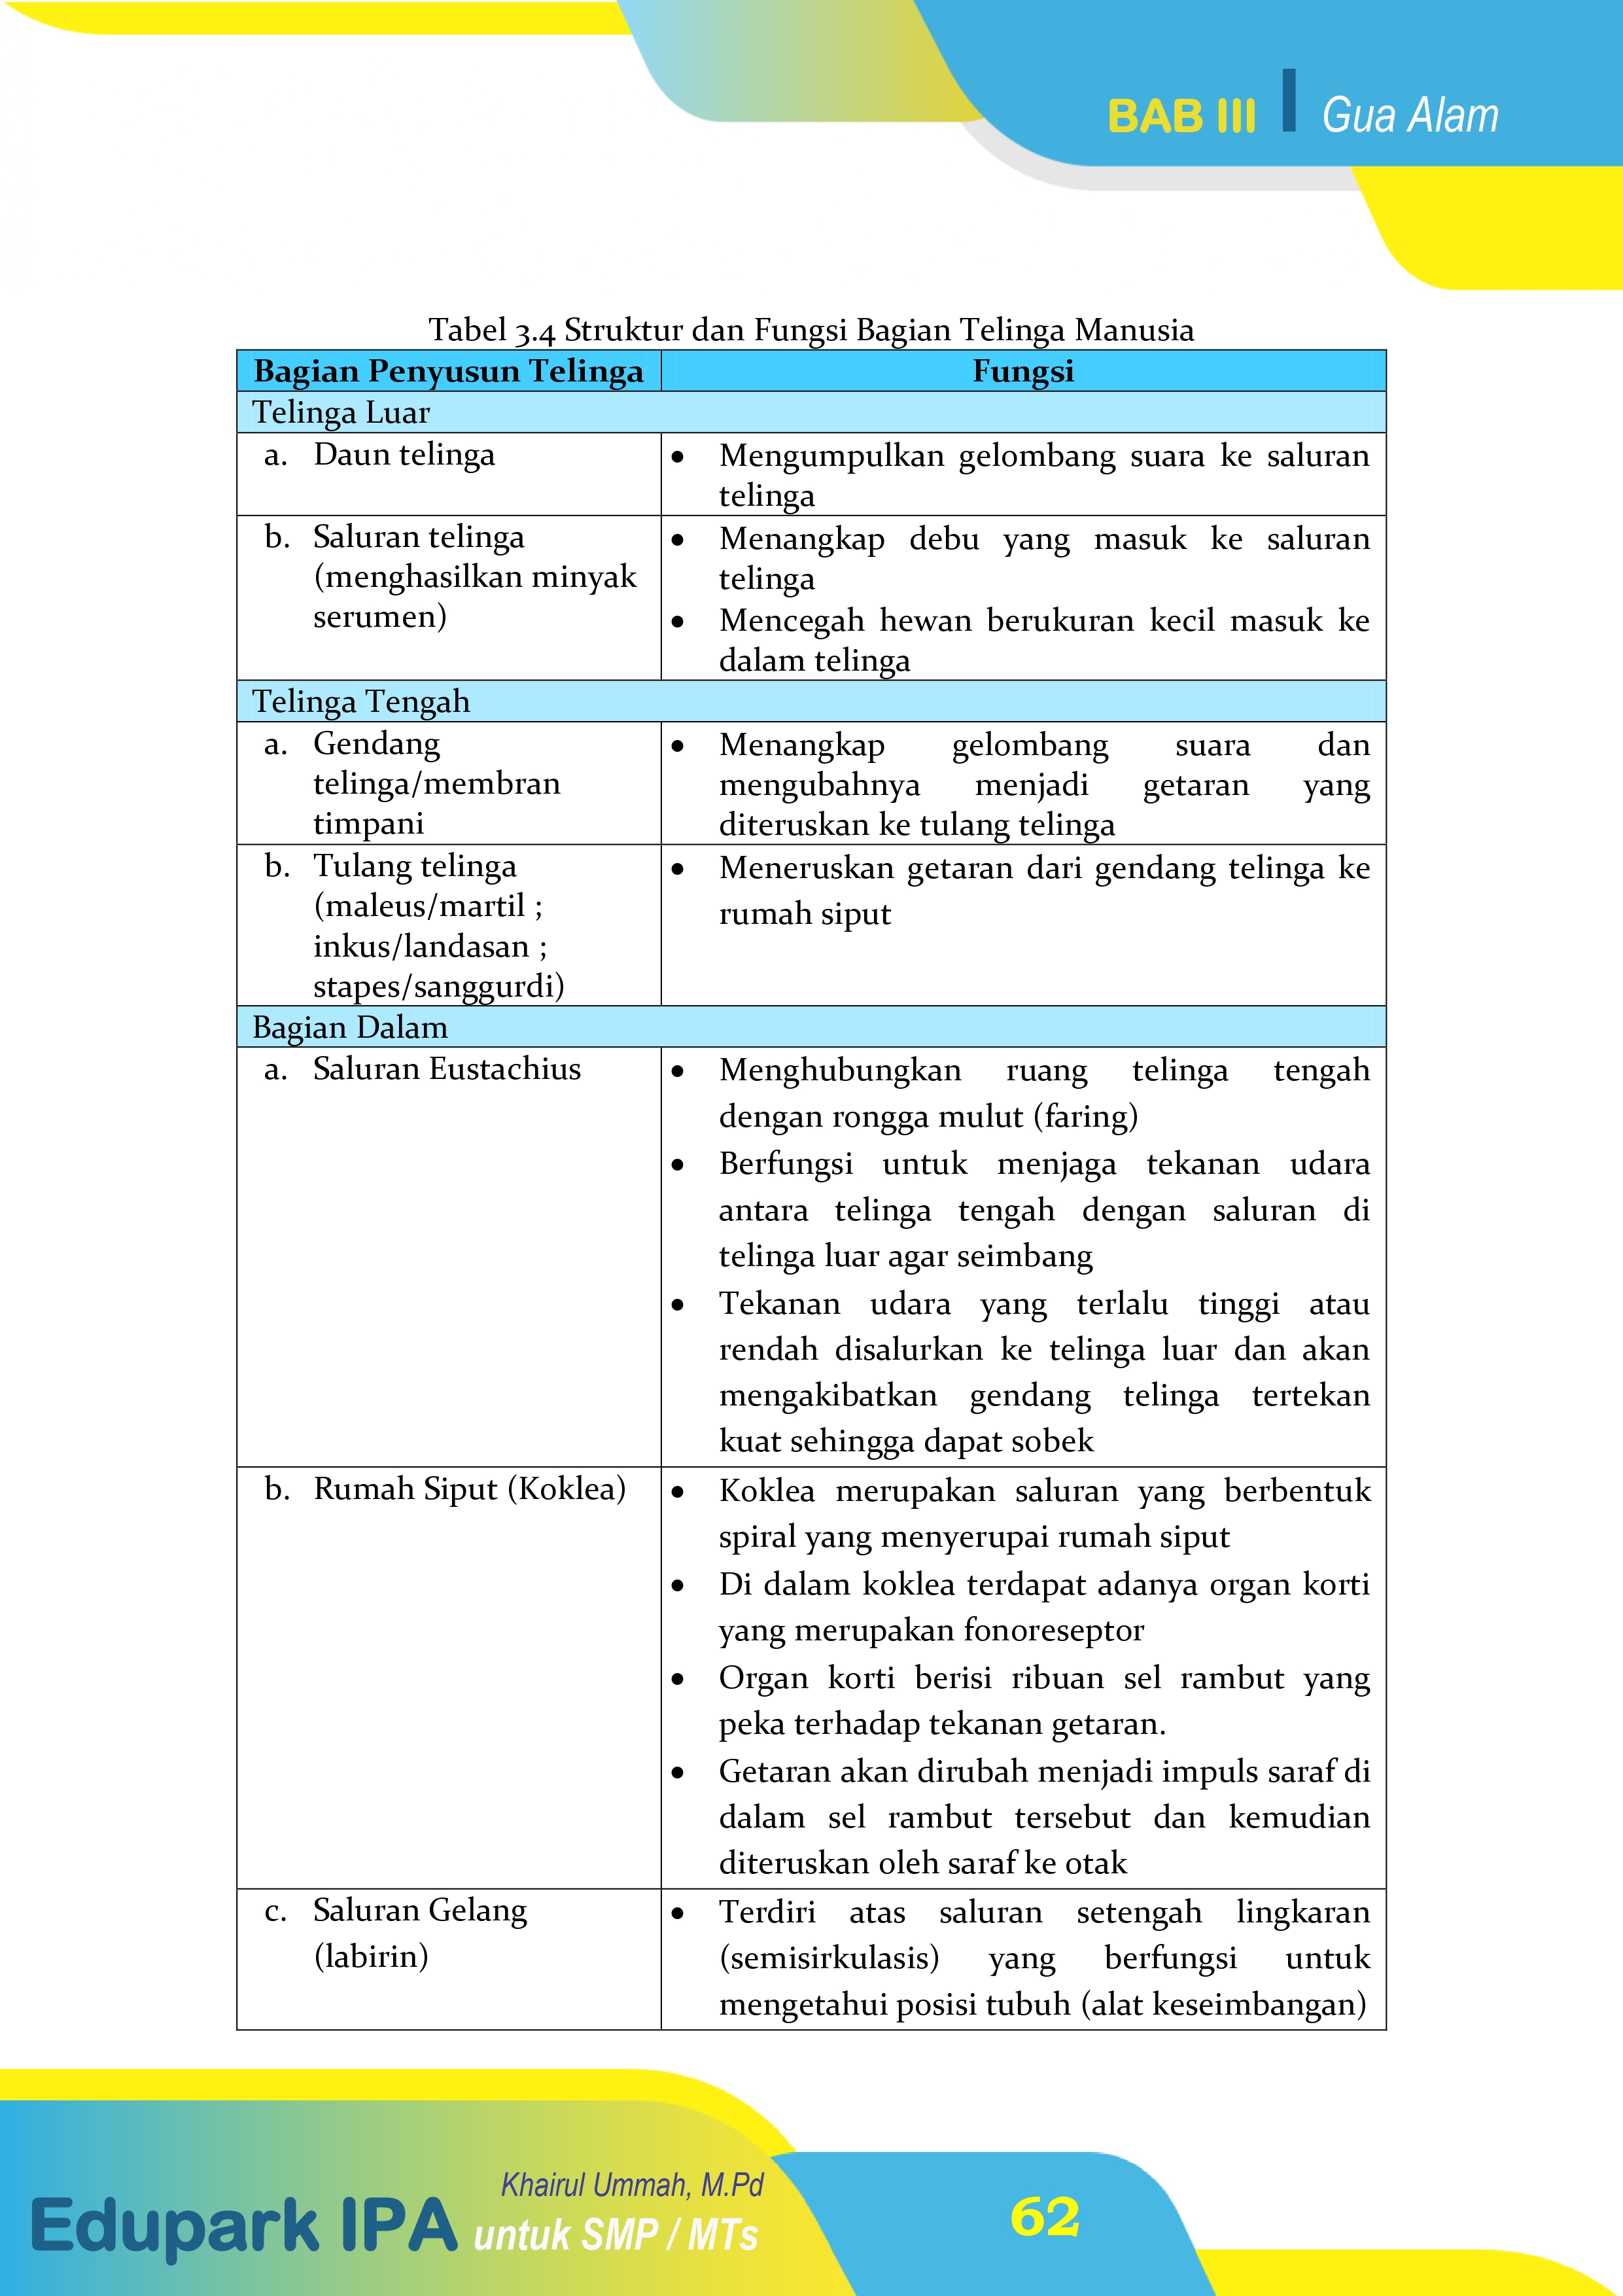 BAB III | Gua Alam
Tabel 3.4 Struktur dan Fungsi Bagian Telinga Manusia
Bagian Penyusun Telinga Fungsi
Telinga Luar
a. Daun telinga
• Mengumpulkan gelombang suara ke saluran
telinga
b. Saluran telinga
(menghasilkan minyak
serumen)
• Menangkap debu yang masuk ke saluran
telinga
• Mencegah hewan berukuran kecil masuk ke
dalam telinga
Telinga Tengah
a. Gendang
telinga/membran
timpani
• Menangkap gelombang suara dan
mengubahnya menjadi getaran yang
diteruskan ke tulang telinga
b. Tulang telinga
(maleus/martil ;
inkus/landasan ;
stapes/sanggurdi)
• Meneruskan getaran dari gendang telinga ke
rumah siput
Bagian Dalam
a. Saluran Eustachius
• Menghubungkan ruang telinga tengah
dengan rongga mulut (faring)
• Berfungsi untuk menjaga tekanan udara
antara telinga tengah dengan saluran di
telinga luar agar seimbang
• Tekanan udara yang terlalu tinggi atau
rendah disalurkan ke telinga luar dan akan
mengakibatkan gendang telinga tertekan
kuat sehingga dapat sobek
b. Rumah Siput (Koklea)
• Koklea merupakan saluran yang berbentuk
spiral yang menyerupai rumah siput
• Di dalam koklea terdapat adanya organ korti
yang merupakan fonoreseptor
• Organ korti berisi ribuan sel rambut yang
peka terhadap tekanan getaran.
• Getaran akan dirubah menjadi impuls saraf di
dalam sel rambut tersebut dan kemudian
diteruskan oleh saraf ke otak
c. Saluran Gelang
(labirin)
• Terdiri atas saluran setengah lingkaran
(semisirkulasis) yang berfungsi untuk
mengetahui posisi tubuh (alat keseimbangan)
Khairul Ummah, M.Pd
Edupark IPA untuk SMP / MTs
62